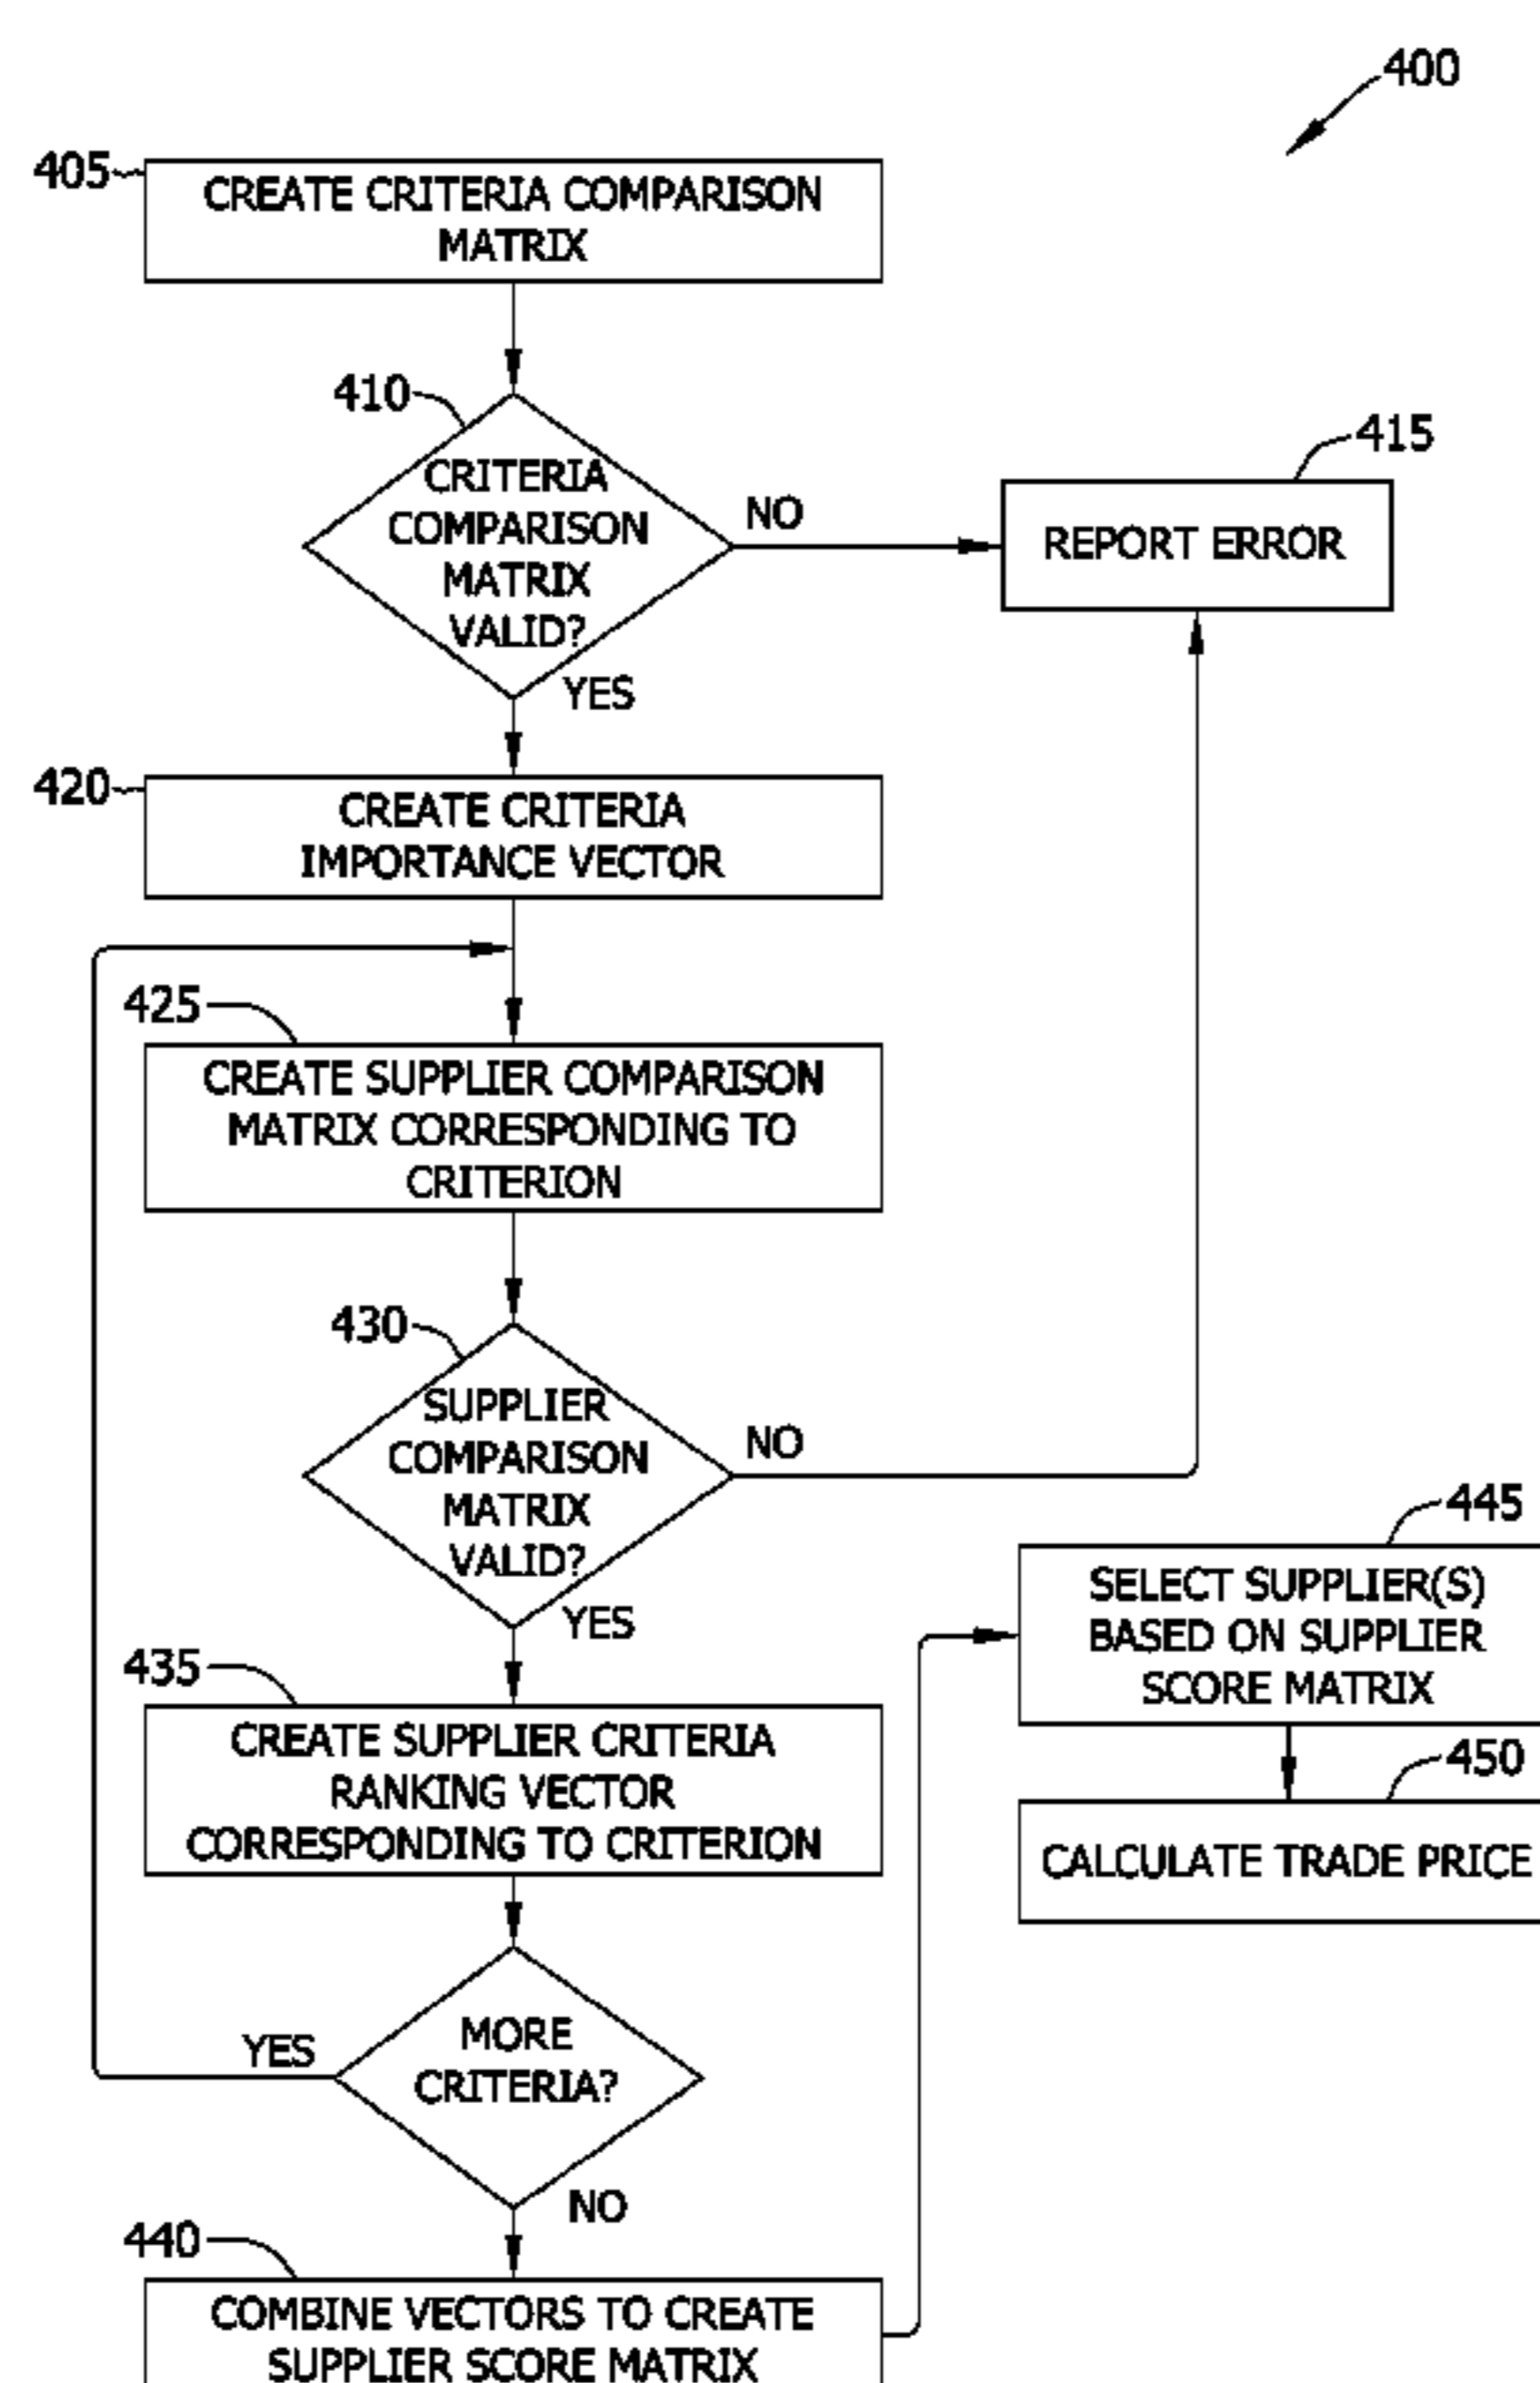 400
405
CREATE CRITERIA COMPARISON
MATRIX
410
CRITERIA
COMPARISON
MATRIX
VALID?
NO
415
REPORT ERROR
YES
420
CREATE CRITERIA
IMPORTANCE VECTOR
425
CREATE SUPPLIER COMPARISON
MATRIX CORRESPONDING TO
CRITERION
430
SUPPLIER
COMPARISON
MATRIX
VALID?
NO
YES
435
CREATE SUPPLIER CRITERIA
RANKING VECTOR
CORRESPONDING TO CRITERION
MORE
CRITERIA?
YES
NO
440
COMBINE VECTORS TO CREATE
SUPPLIER SCORE MATRIX
445
SELECT SUPPLIER(S)
BASED ON SUPPLIER
SCORE MATRIX
450
CALCULATE TRADE PRICE